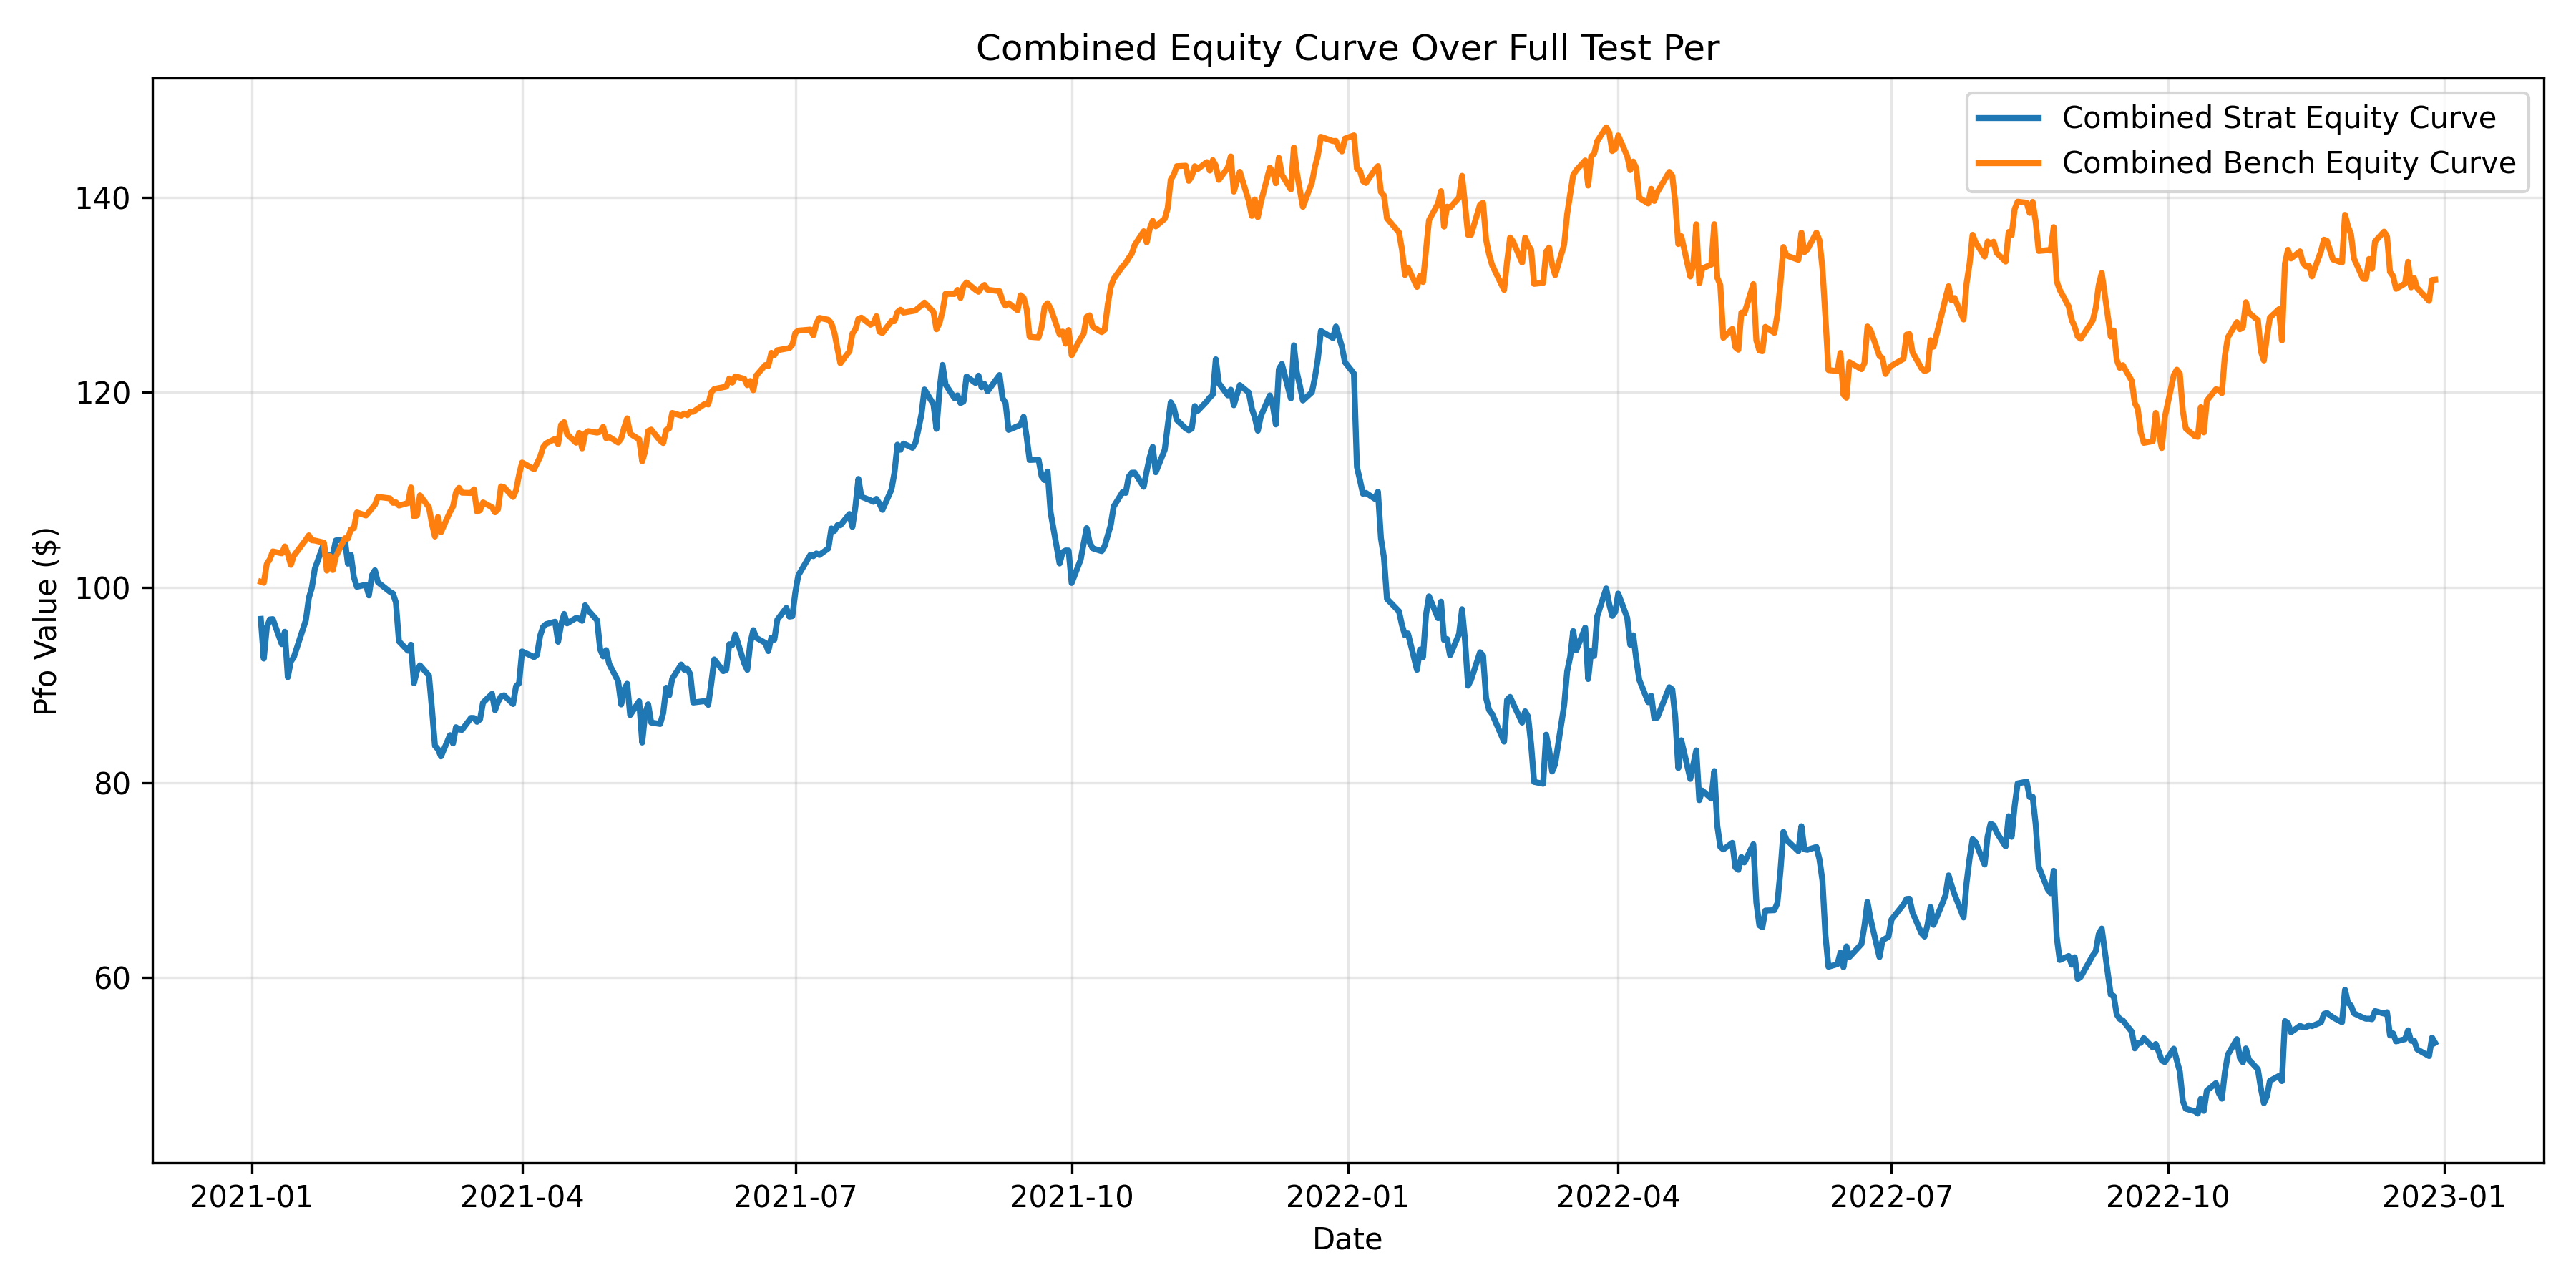 Combined Equity Curve Over Full Test Per
Combined Strat Equity Curve
Combined Bench Equity Curve
Pfo Value ($)
140
120
100
80
60
2021-01
2021-04
2021-07
2021-10
2022-01
2022-04
2022-07
2022-10
2023-01
Date